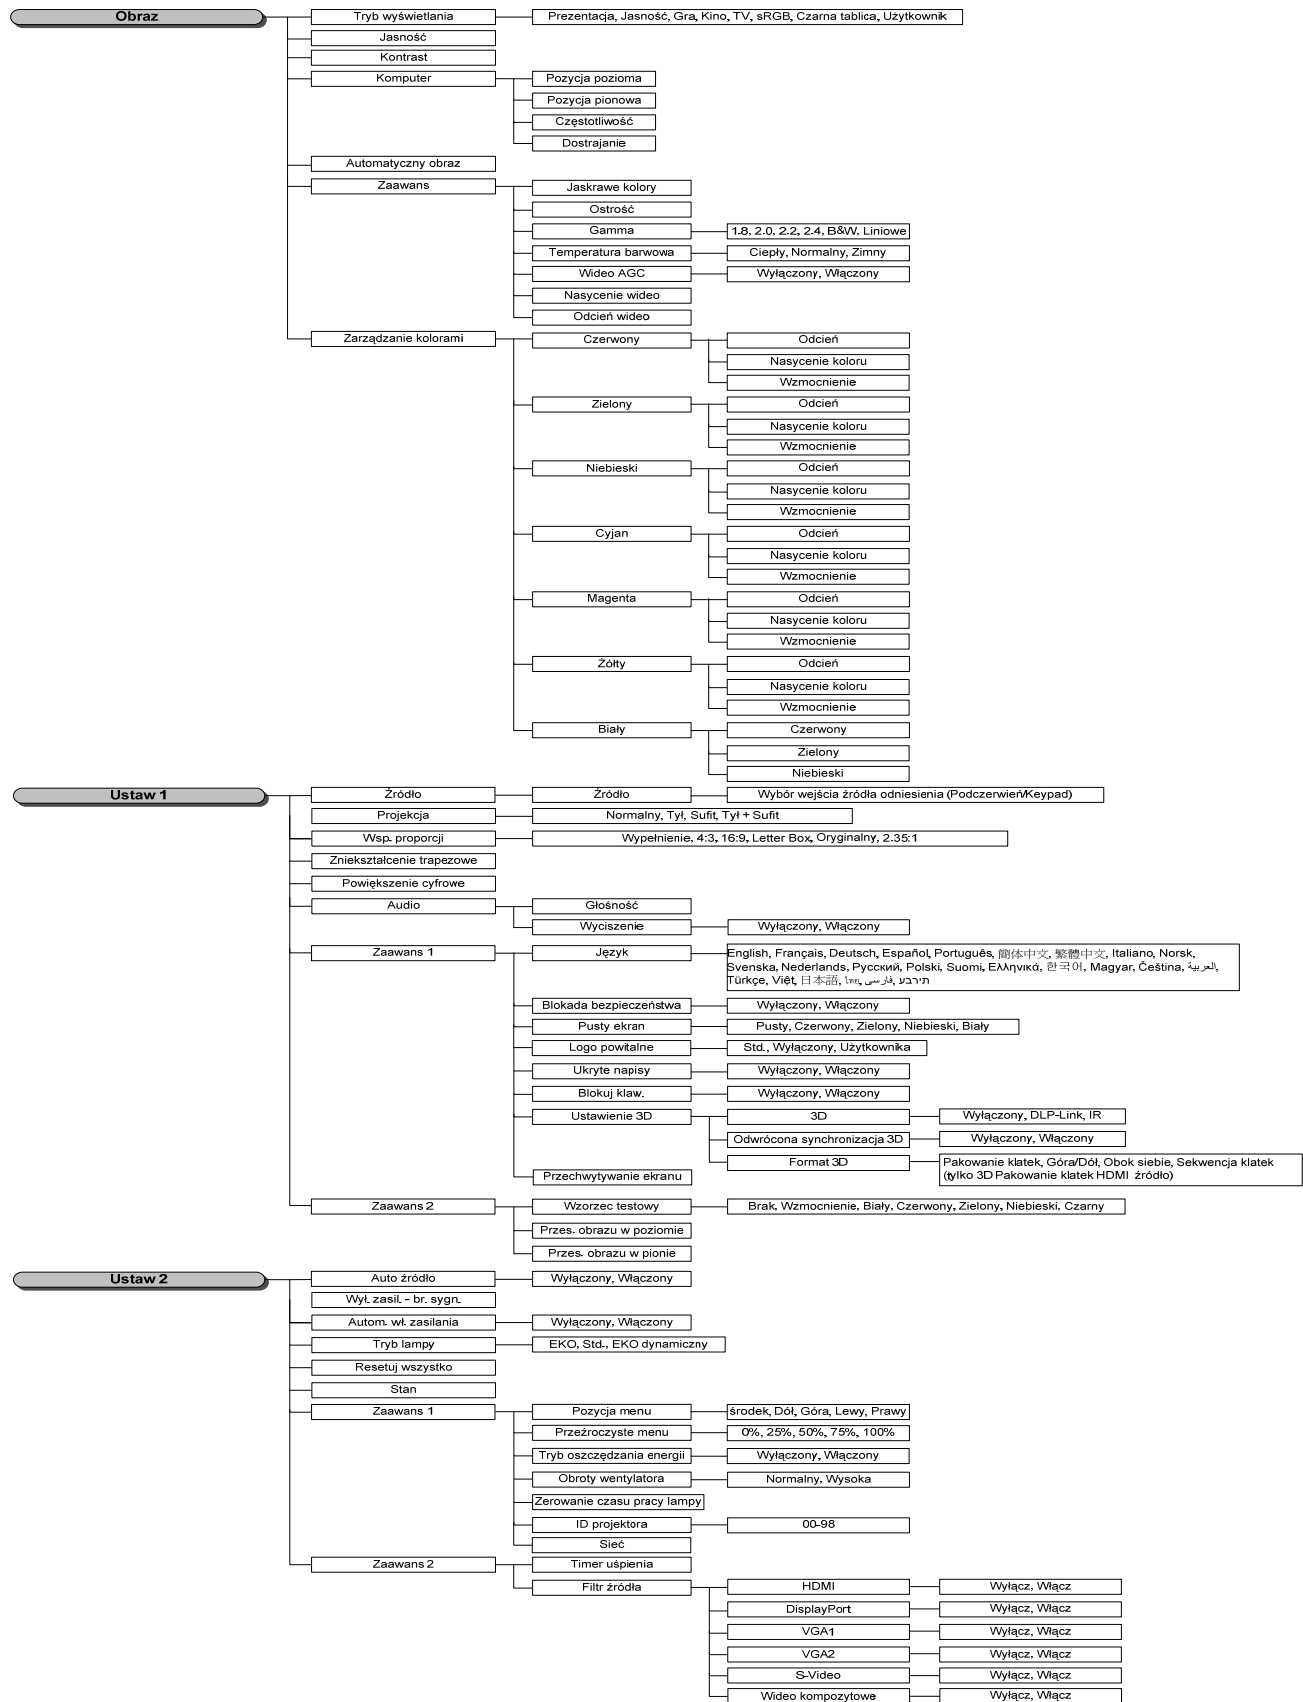 Obraz
Tryb wyświetlania
Prezentacja, Jasność, Gra, Kino, TV, sRGB, Czarna tablica, Użytkownik
Jasność
Kontrast
Komputer
Pozycja pozioma
Pozycja pionowa
Częstotliwość
Dostrajanie
Automatyczny obraz
Zaawans
Jaskrawe kolory
Ostrość
Gamma
1.8, 2.0, 2.2, 2.4, B&W, Liniowe
Temperatura barwowa
Ciepły, Normalny, Zimny
Wideo AGC
Wyłączony, Włączony
Nasycenie wideo
Odcień wideo
Zarządzanie kolorami
Czerwony
Odcień
Nasycenie koloru
Wzmocnienie
Zielony
Odcień
Nasycenie koloru
Wzmocnienie
Niebieski
Odcień
Nasycenie koloru
Wzmocnienie
Cyjan
Odcień
Nasycenie koloru
Wzmocnienie
Magenta
Odcień
Nasycenie koloru
Wzmocnienie
Żółty
Odcień
Nasycenie koloru
Wzmocnienie
Biały
Czerwony
Zielony
Niebieski
Ustaw 1
Źródło
Źródło
Wybór wejścia źródła odniesienia (Podczerwień/Keypad)
Projekcja
Normalny, Tył, Sufit, Tył + Sufit
Wsp. proporcji
Wypełnienie, 4:3, 16:9, Letter Box, Oryginalny, 2.35:1
Zniekształcenie trapezowe
Powiększenie cyfrowe
Audio
Głośność
Wyciszenie
Wyłączony, Włączony
Zaawans 1
Język
English, Français, Deutsch, Español, Português, 簡体中文, 繁體中文, Italiano, Norsk,
Svenska, Nederlands, Русский, Polski, Suomi, Ελληνικά, 한국어, Magyar, Čeština, العربية,
Türkçe, Việt, 日本語, ไทย, فارسی, תירבע
Blokada bezpieczeństwa
Wyłączony, Włączony
Pusty ekran
Pusty, Czerwony, Zielony, Niebieski, Biały
Logo powitalne
Std., Wyłączony, Użytkownika
Ukryte napisy
Wyłączony, Włączony
Blokuj klaw.
Wyłączony, Włączony
Ustawienie 3D
3D
Wyłączony, DLP-Link, IR
Odwrócona synchronizacja 3D
Wyłączony, Włączony
Format 3D
Pakowanie klatek, Góra/Dół, Obok siebie, Sekwencja klatek
(tylko 3D Pakowanie klatek HDMI źródło)
Przechwytywanie ekranu
Zaawans 2
Wzorzec testowy
Brak, Wzmocnienie, Biały, Czerwony, Zielony, Niebieski, Czarny
Przes. obrazu w poziomie
Przes. obrazu w pionie
Ustaw 2
Auto źródło
Wyłączony, Włączony
Wył. zasil. - br. sygn.
Autom. wł. zasilania
Wyłączony, Włączony
Tryb lampy
EKO, Std., EKO dynamiczny
Resetuj wszystko
Stan
Zaawans 1
Pozycja menu
środek, Dół, Góra, Lewy, Prawy
Przeźroczyste menu
0%, 25%, 50%, 75%, 100%
Tryb oszczędzania energii
Wyłączony, Włączony
Obroty wentylatora
Normalny, Wysoka
Zerowanie czasu pracy lampy
ID projektora
00-98
Sieć
Zaawans 2
Timer uśpienia
Filtr źródła
HDMI
Wyłącz, Włącz
DisplayPort
Wyłącz, Włącz
VGA1
Wyłącz, Włącz
VGA2
Wyłącz, Włącz
S-Video
Wyłącz, Włącz
Wideo kompozytowe
Wyłącz, Włącz